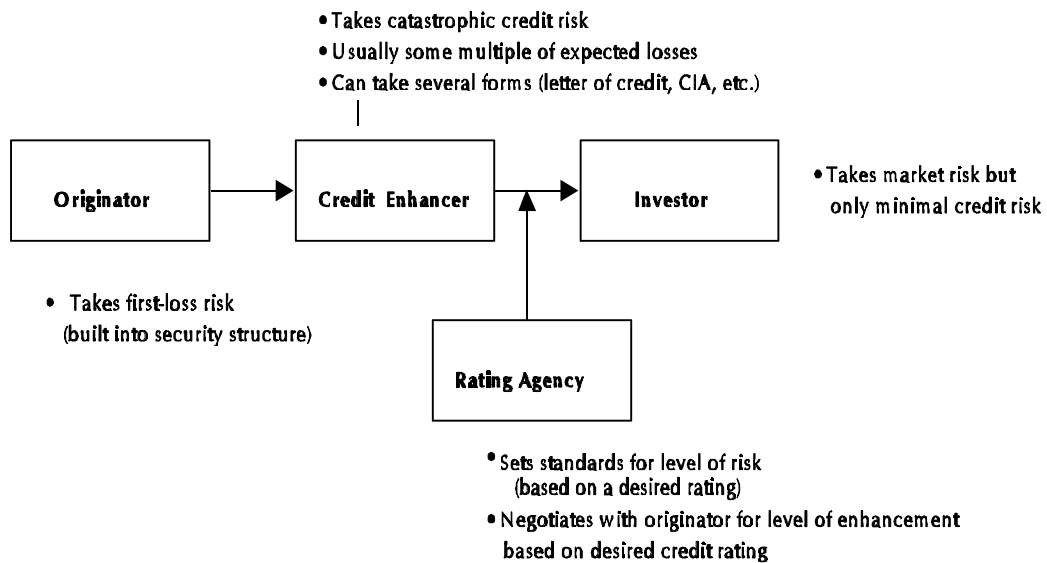 •Takes catastrophic credit risk
•Usually some multiple of expected losses
•Can take several forms (letter of credit, CIA, etc.)
Originator
Credit Enhancer
Investor
•Takes market risk but
only minimal credit risk
• Takes first-loss risk
(built into security structure)
Rating Agency
•Sets standards for level of risk
(based on a desired rating)
•Negotiates with originator for level of enhancement
based on desired credit rating